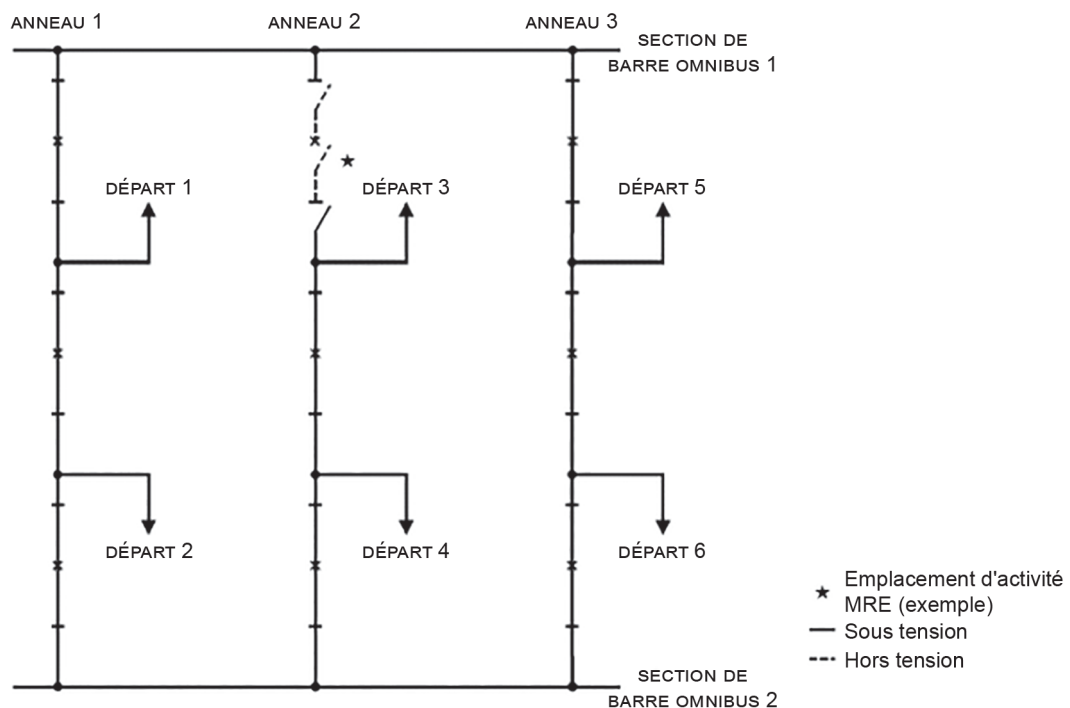 ANNEAU 1
ANNEAU 2
ANNEAU 3
SECTION DE
BARRE OMNIBUS 1
DÉPART 1
DÉPART 3
DÉPART 5
DÉPART 2
DÉPART 4
DÉPART 6
Emplacement d'activité
MRE (exemple)
Sous tension
Hors tension
SECTION DE
BARRE OMNIBUS 2